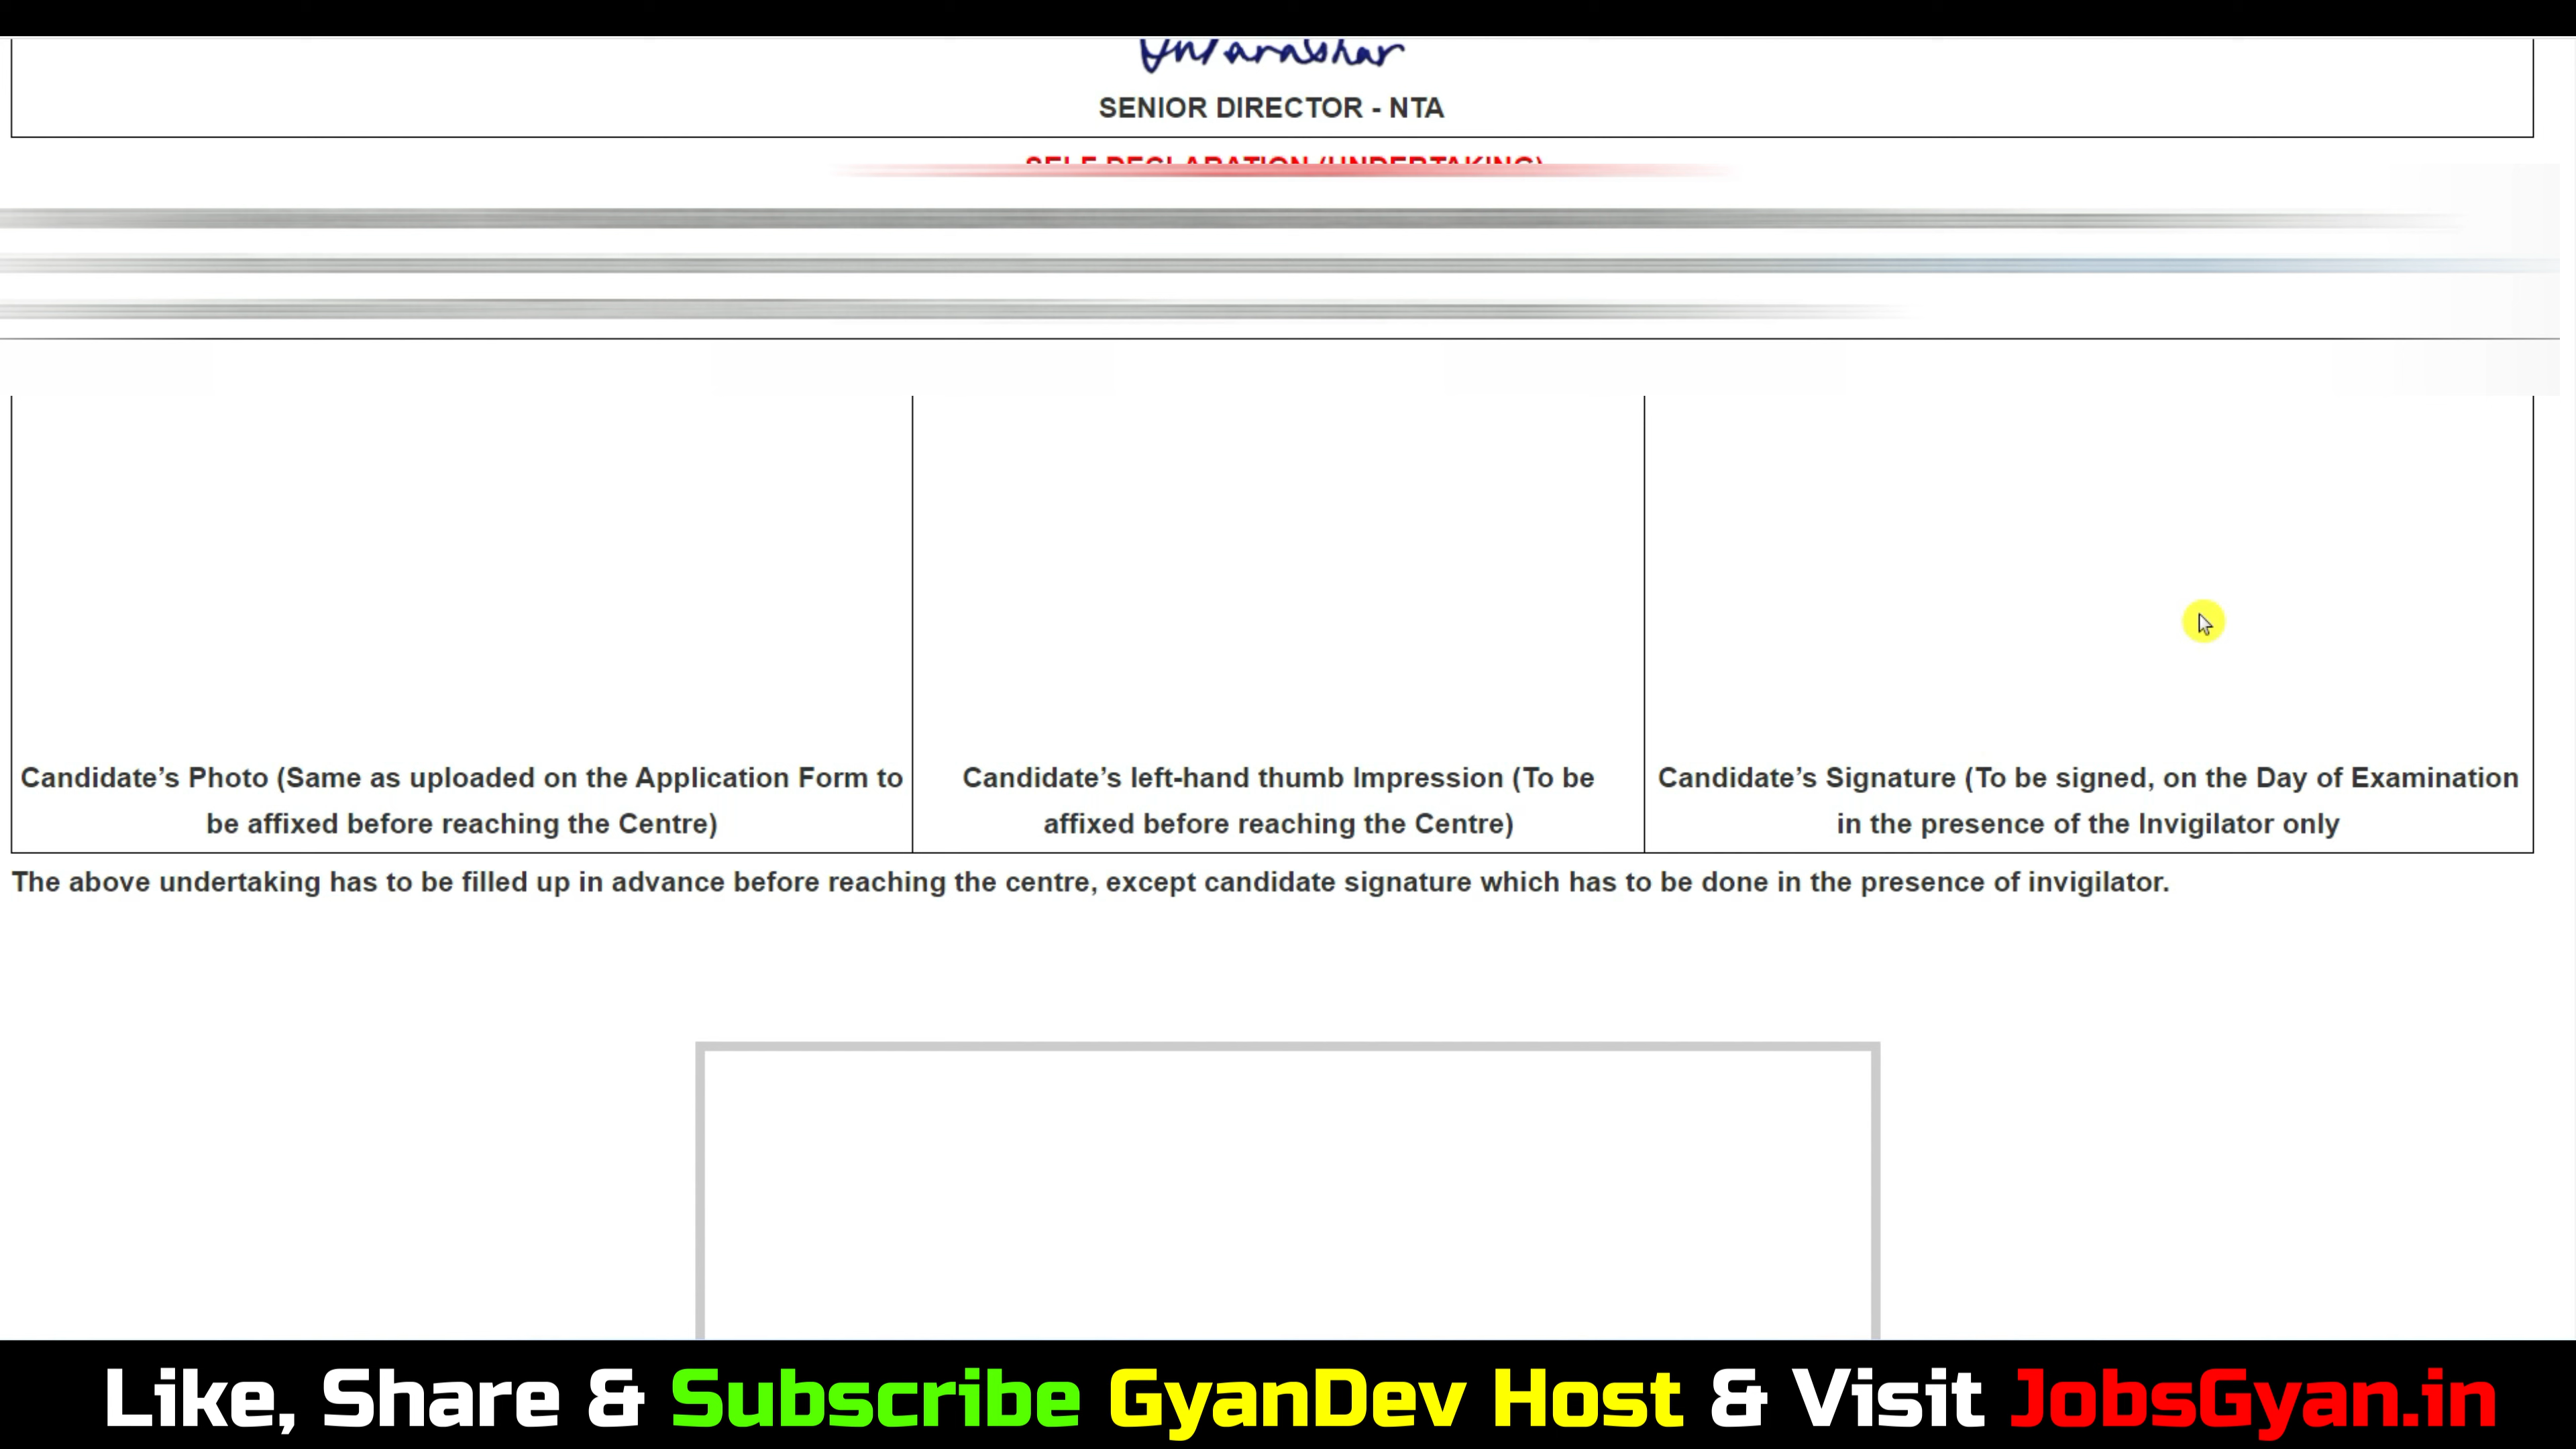 SENIOR DIRECTOR - NTA
SELF DECLARATION (UNDERTAKING)
Candidate’s Photo (Same as uploaded on the Application Form to
be affixed before reaching the Centre)
Candidate’s left-hand thumb Impression (To be
affixed before reaching the Centre)
Candidate’s Signature (To be signed, on the Day of Examination
in the presence of the Invigilator only
The above undertaking has to be filled up in advance before reaching the centre, except candidate signature which has to be done in the presence of invigilator.
Like, Share & Subscribe GyanDev Host & Visit JobsGyan.in